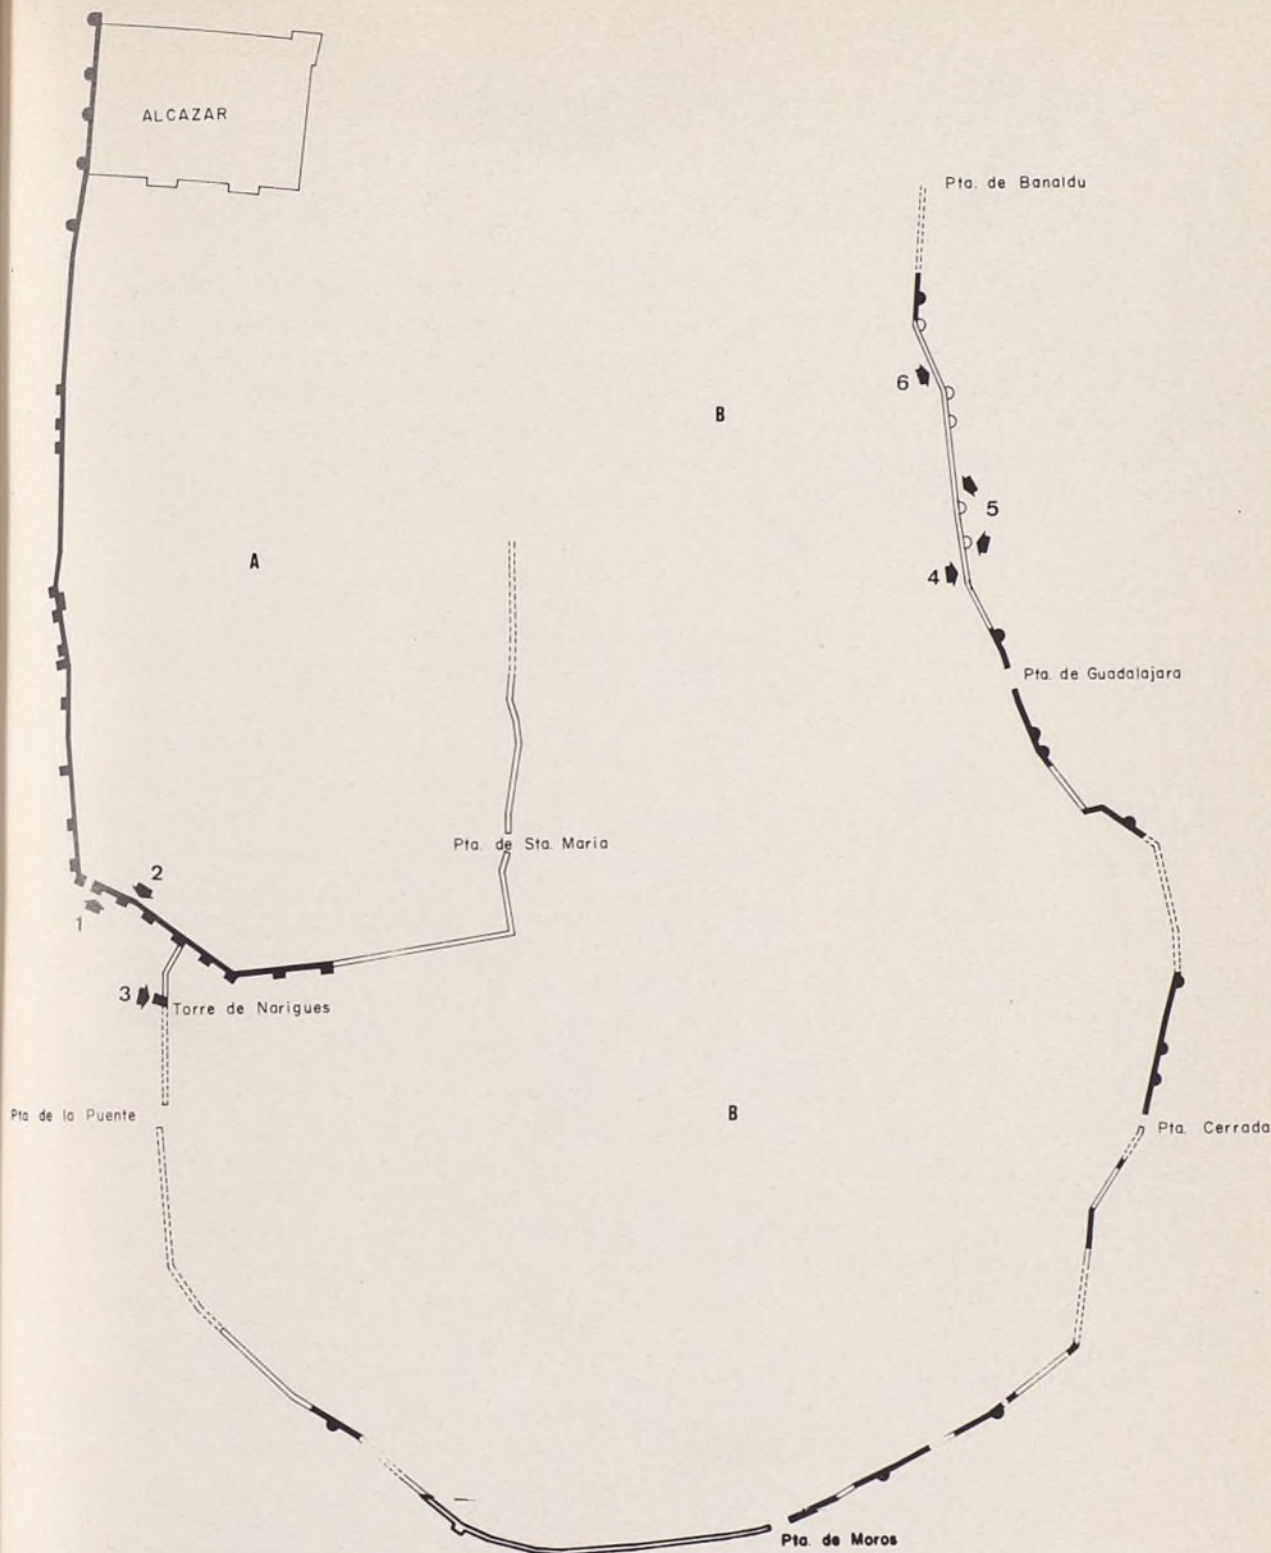 ALCAZAR
Pta. de Banaldu
6
B
5
A
4
Pta. de Guadalajara
Pta. de Sta. Maria
2
1
3
Torre de Narigues
Pta de la Puente
B
Pta. Cerrada
Pta. de Moros